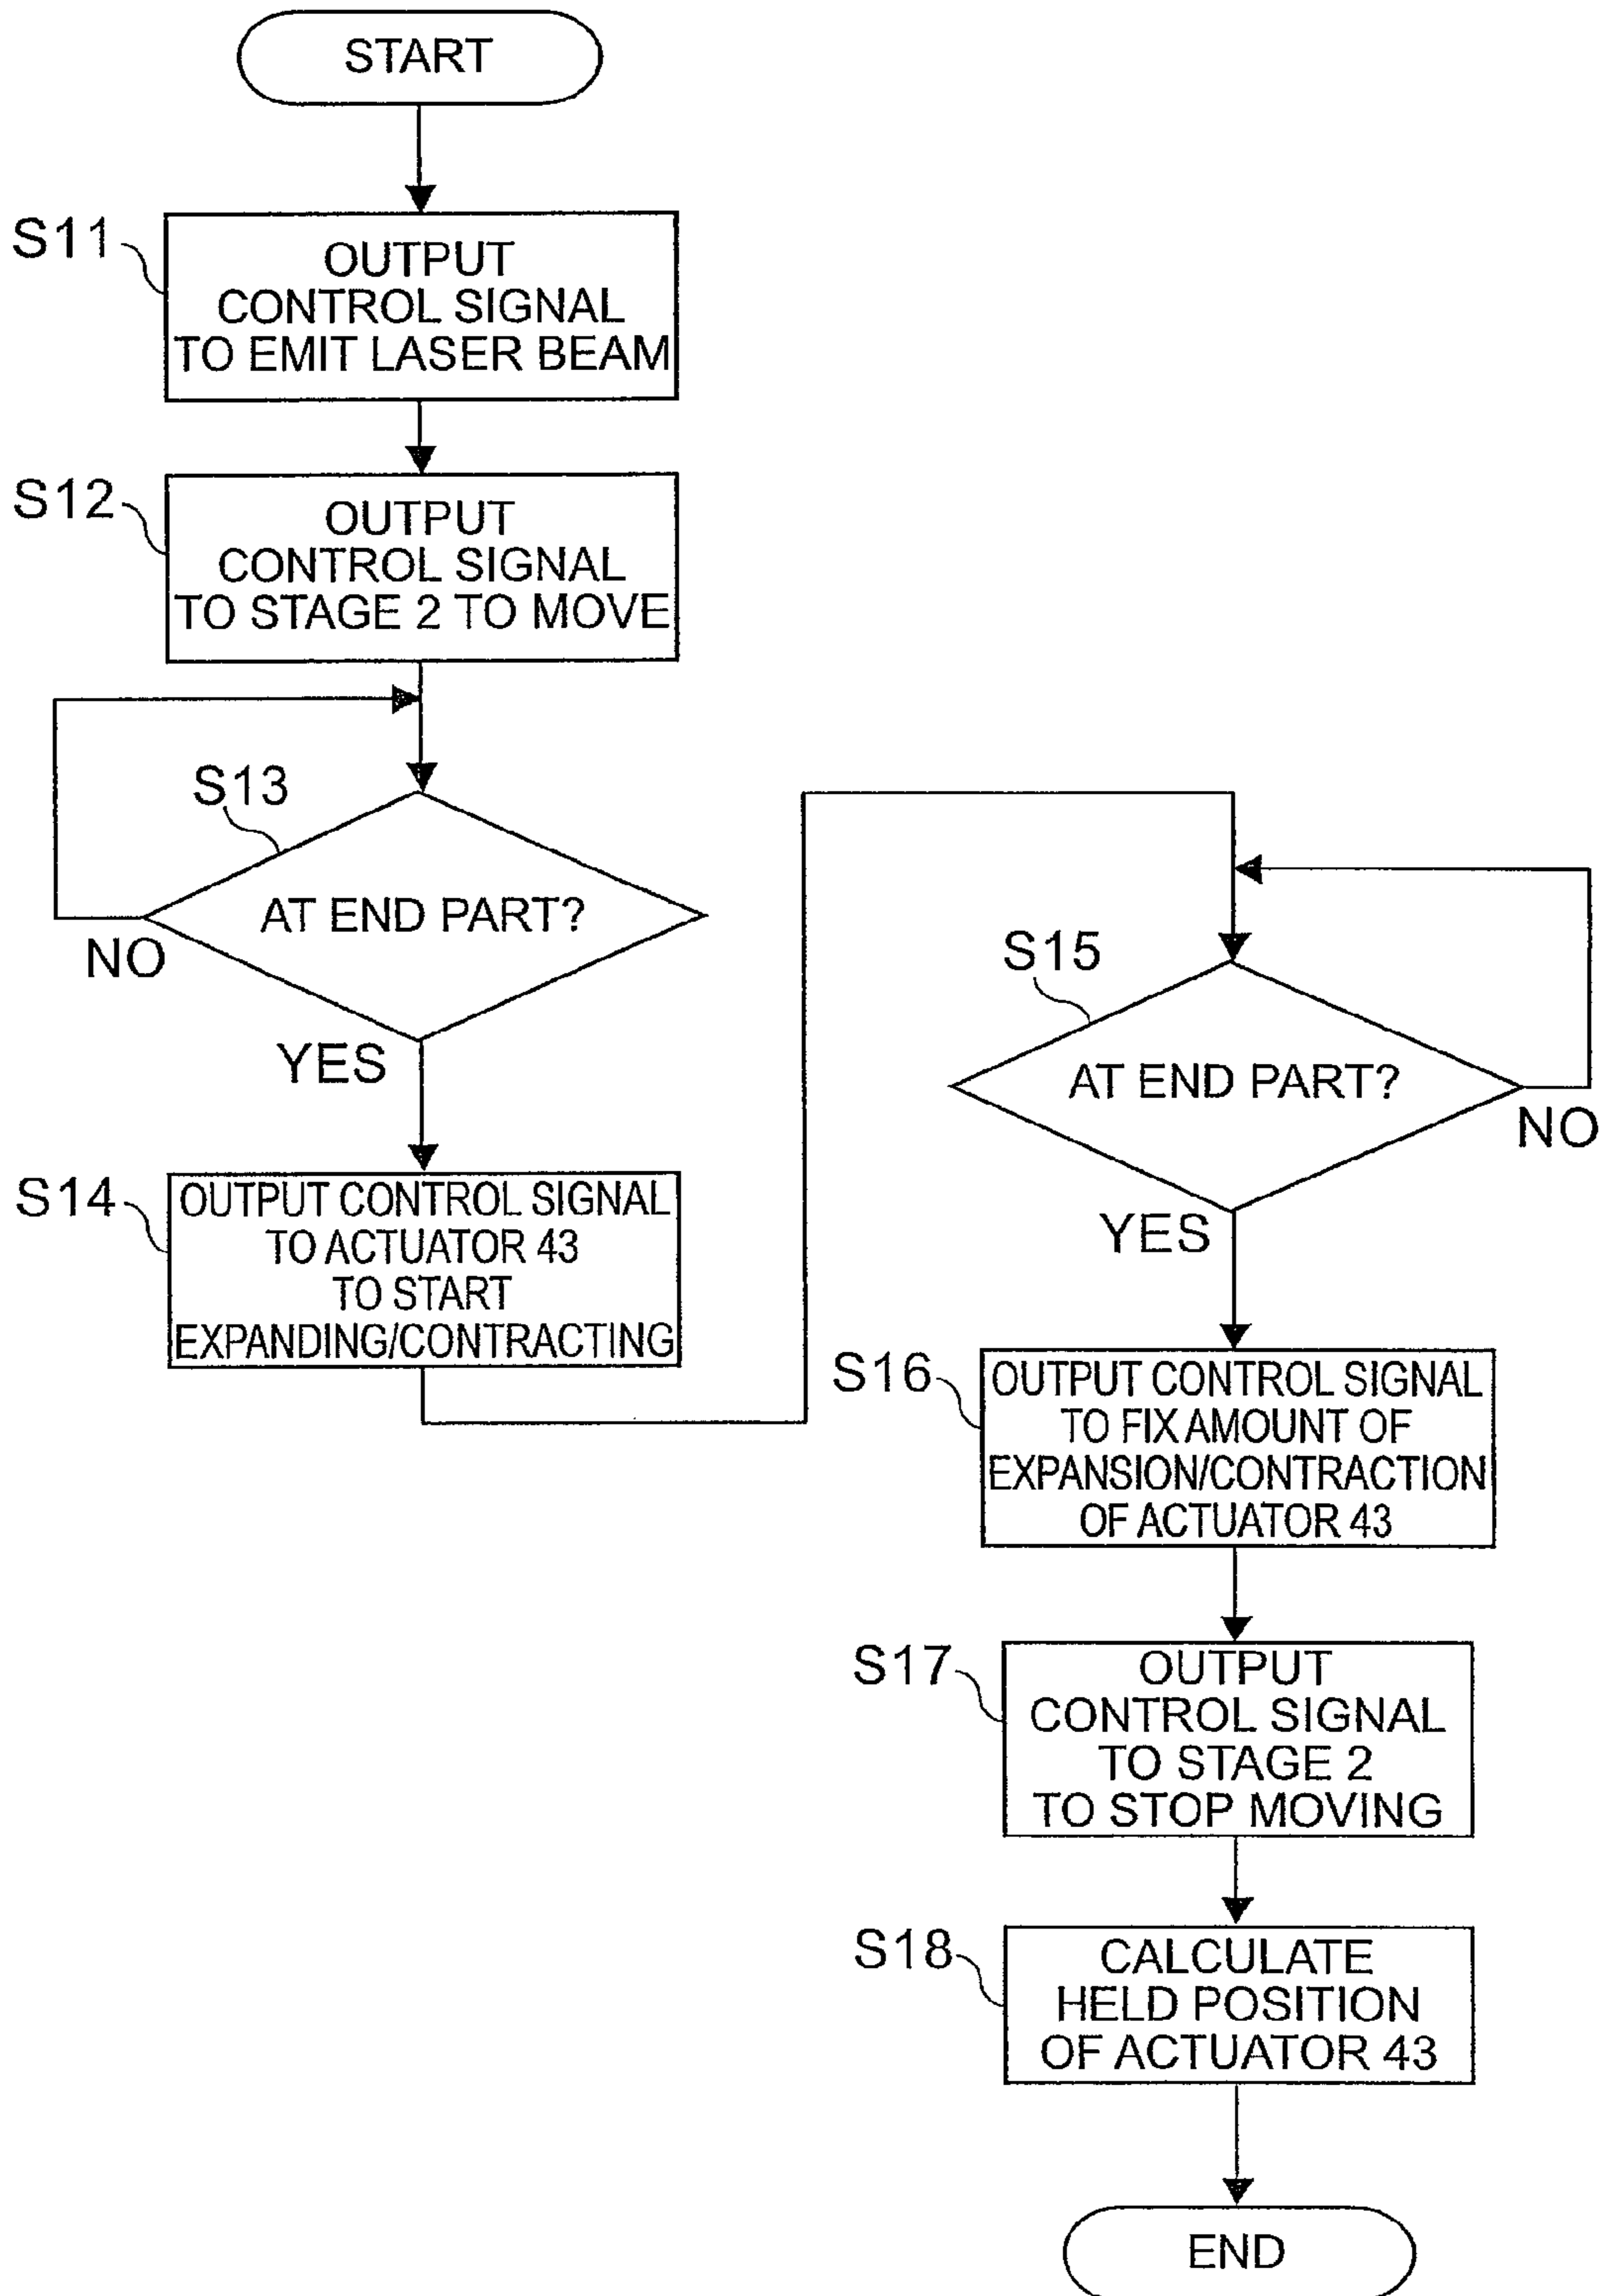 START
S11
OUTPUT
CONTROL SIGNAL
TO EMIT LASER BEAM
S12
OUTPUT
CONTROL SIGNAL
TO STAGE 2 TO MOVE
S13
AT END PART?
NO
YES
S14
OUTPUT CONTROL SIGNAL
TO ACTUATOR 43
TO START
EXPANDING/CONTRACTING
S15
AT END PART?
NO
YES
S16
OUTPUT CONTROL SIGNAL
TO FIX AMOUNT OF
EXPANSION/CONTRACTION
OF ACTUATOR 43
S17
OUTPUT
CONTROL SIGNAL
TO STAGE 2
TO STOP MOVING
S18
CALCULATE
HELD POSITION
OF ACTUATOR 43
END